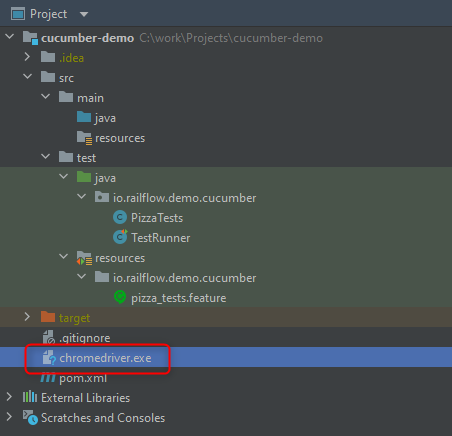 Project
cucumber-demo C:\work\Projects\cucumber-demo
.idea
src
main
java
resources
test
java
io.railflow.demo.cucumber
PizzaTests
TestRunner
resources
io.railflow.demo.cucumber
pizza_tests.feature
target
.gitignore
chromedriver.exe
pom.xml
External Libraries
Scratches and Consoles